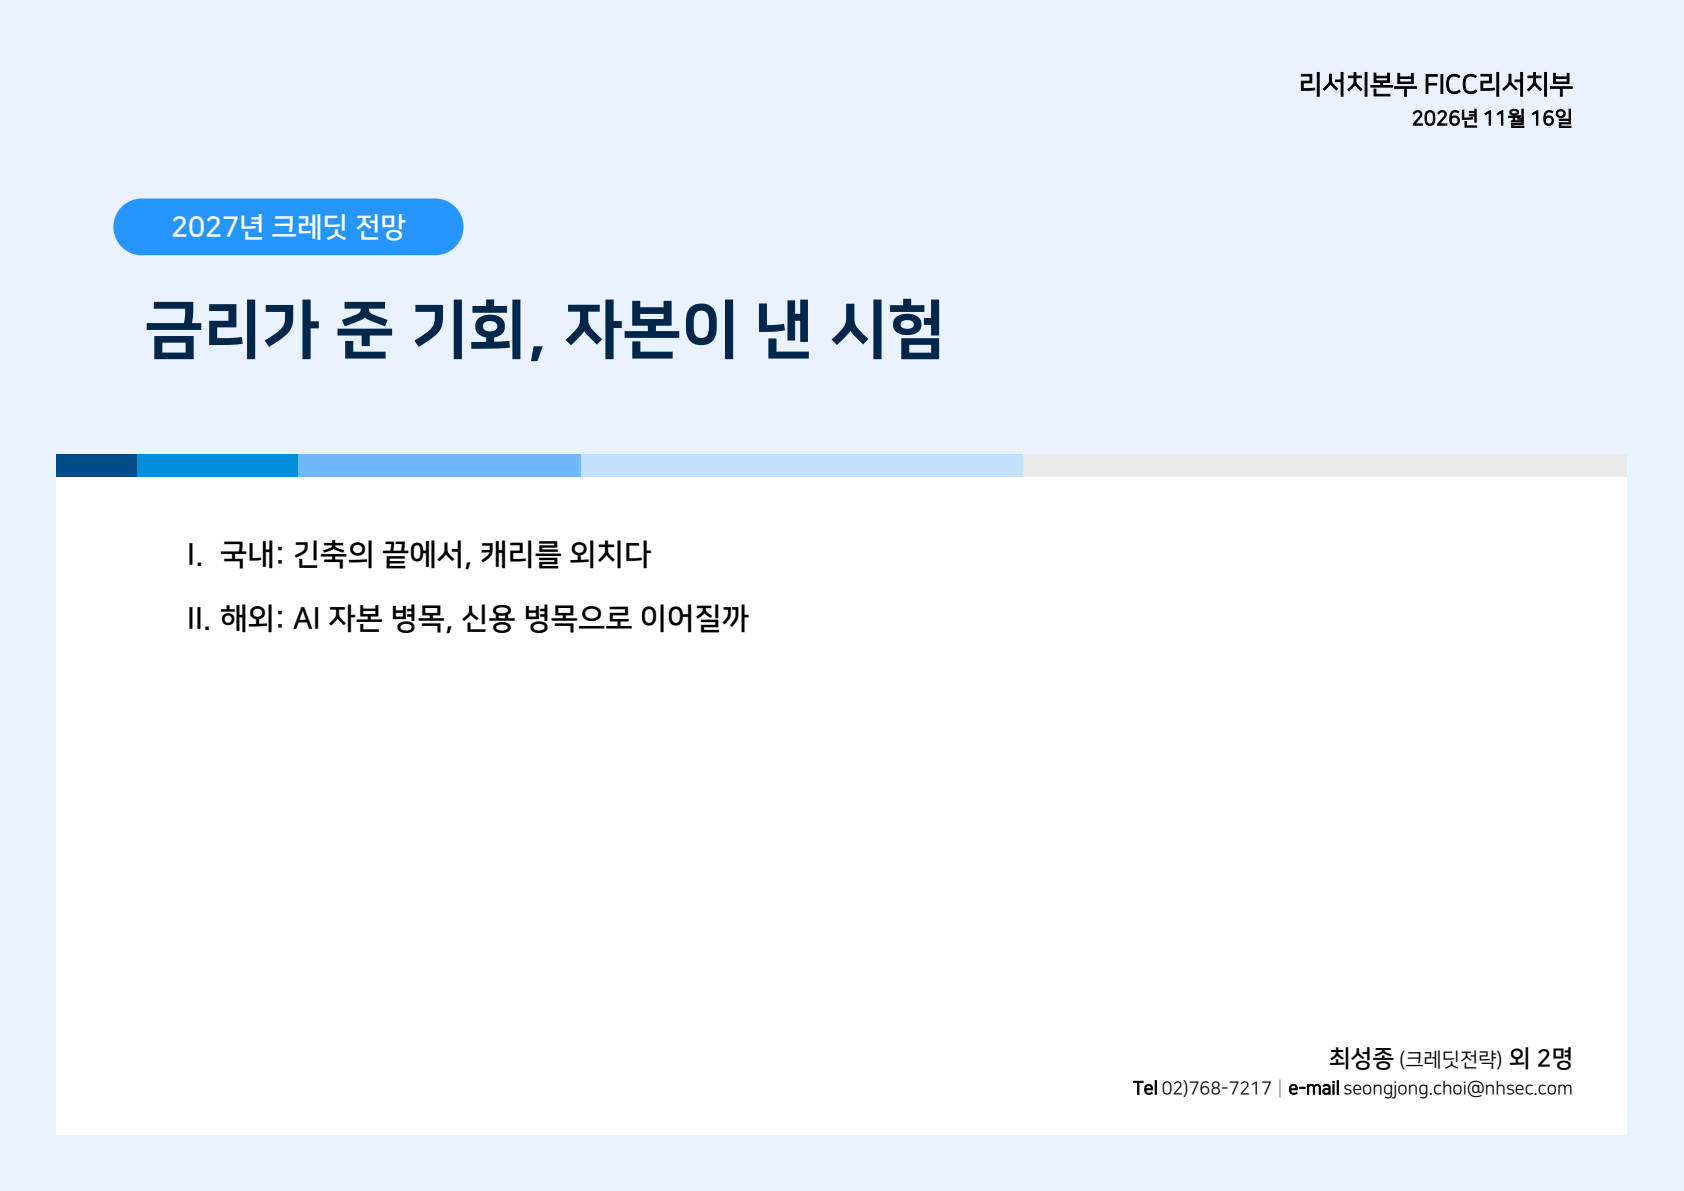 리서치본부 FICC리서치부
2026년 11월 16일
2027년 크레딧 전망
금리가 준 기회, 자본이 낸 시험
I. 국내: 긴축의 끝에서, 캐리를 외치다
II. 해외: AI 자본 병목, 신용 병목으로 이어질까
최성종 (크레딧전략) 외 2명
Tel 02)768-7217 | e-mail seongjong.choi@nhsec.com